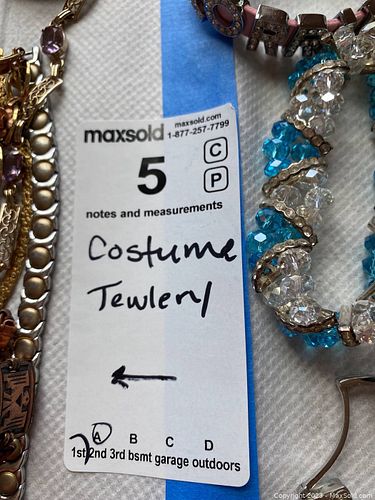 maxsold
maxsold.com
1-877-257-7799
5
C
P
notes and measurements
Costume
Jewlery
A B C D
1st 2nd 3rd bsmt garage outdoors
Copyright 2023 - MaxSold.com